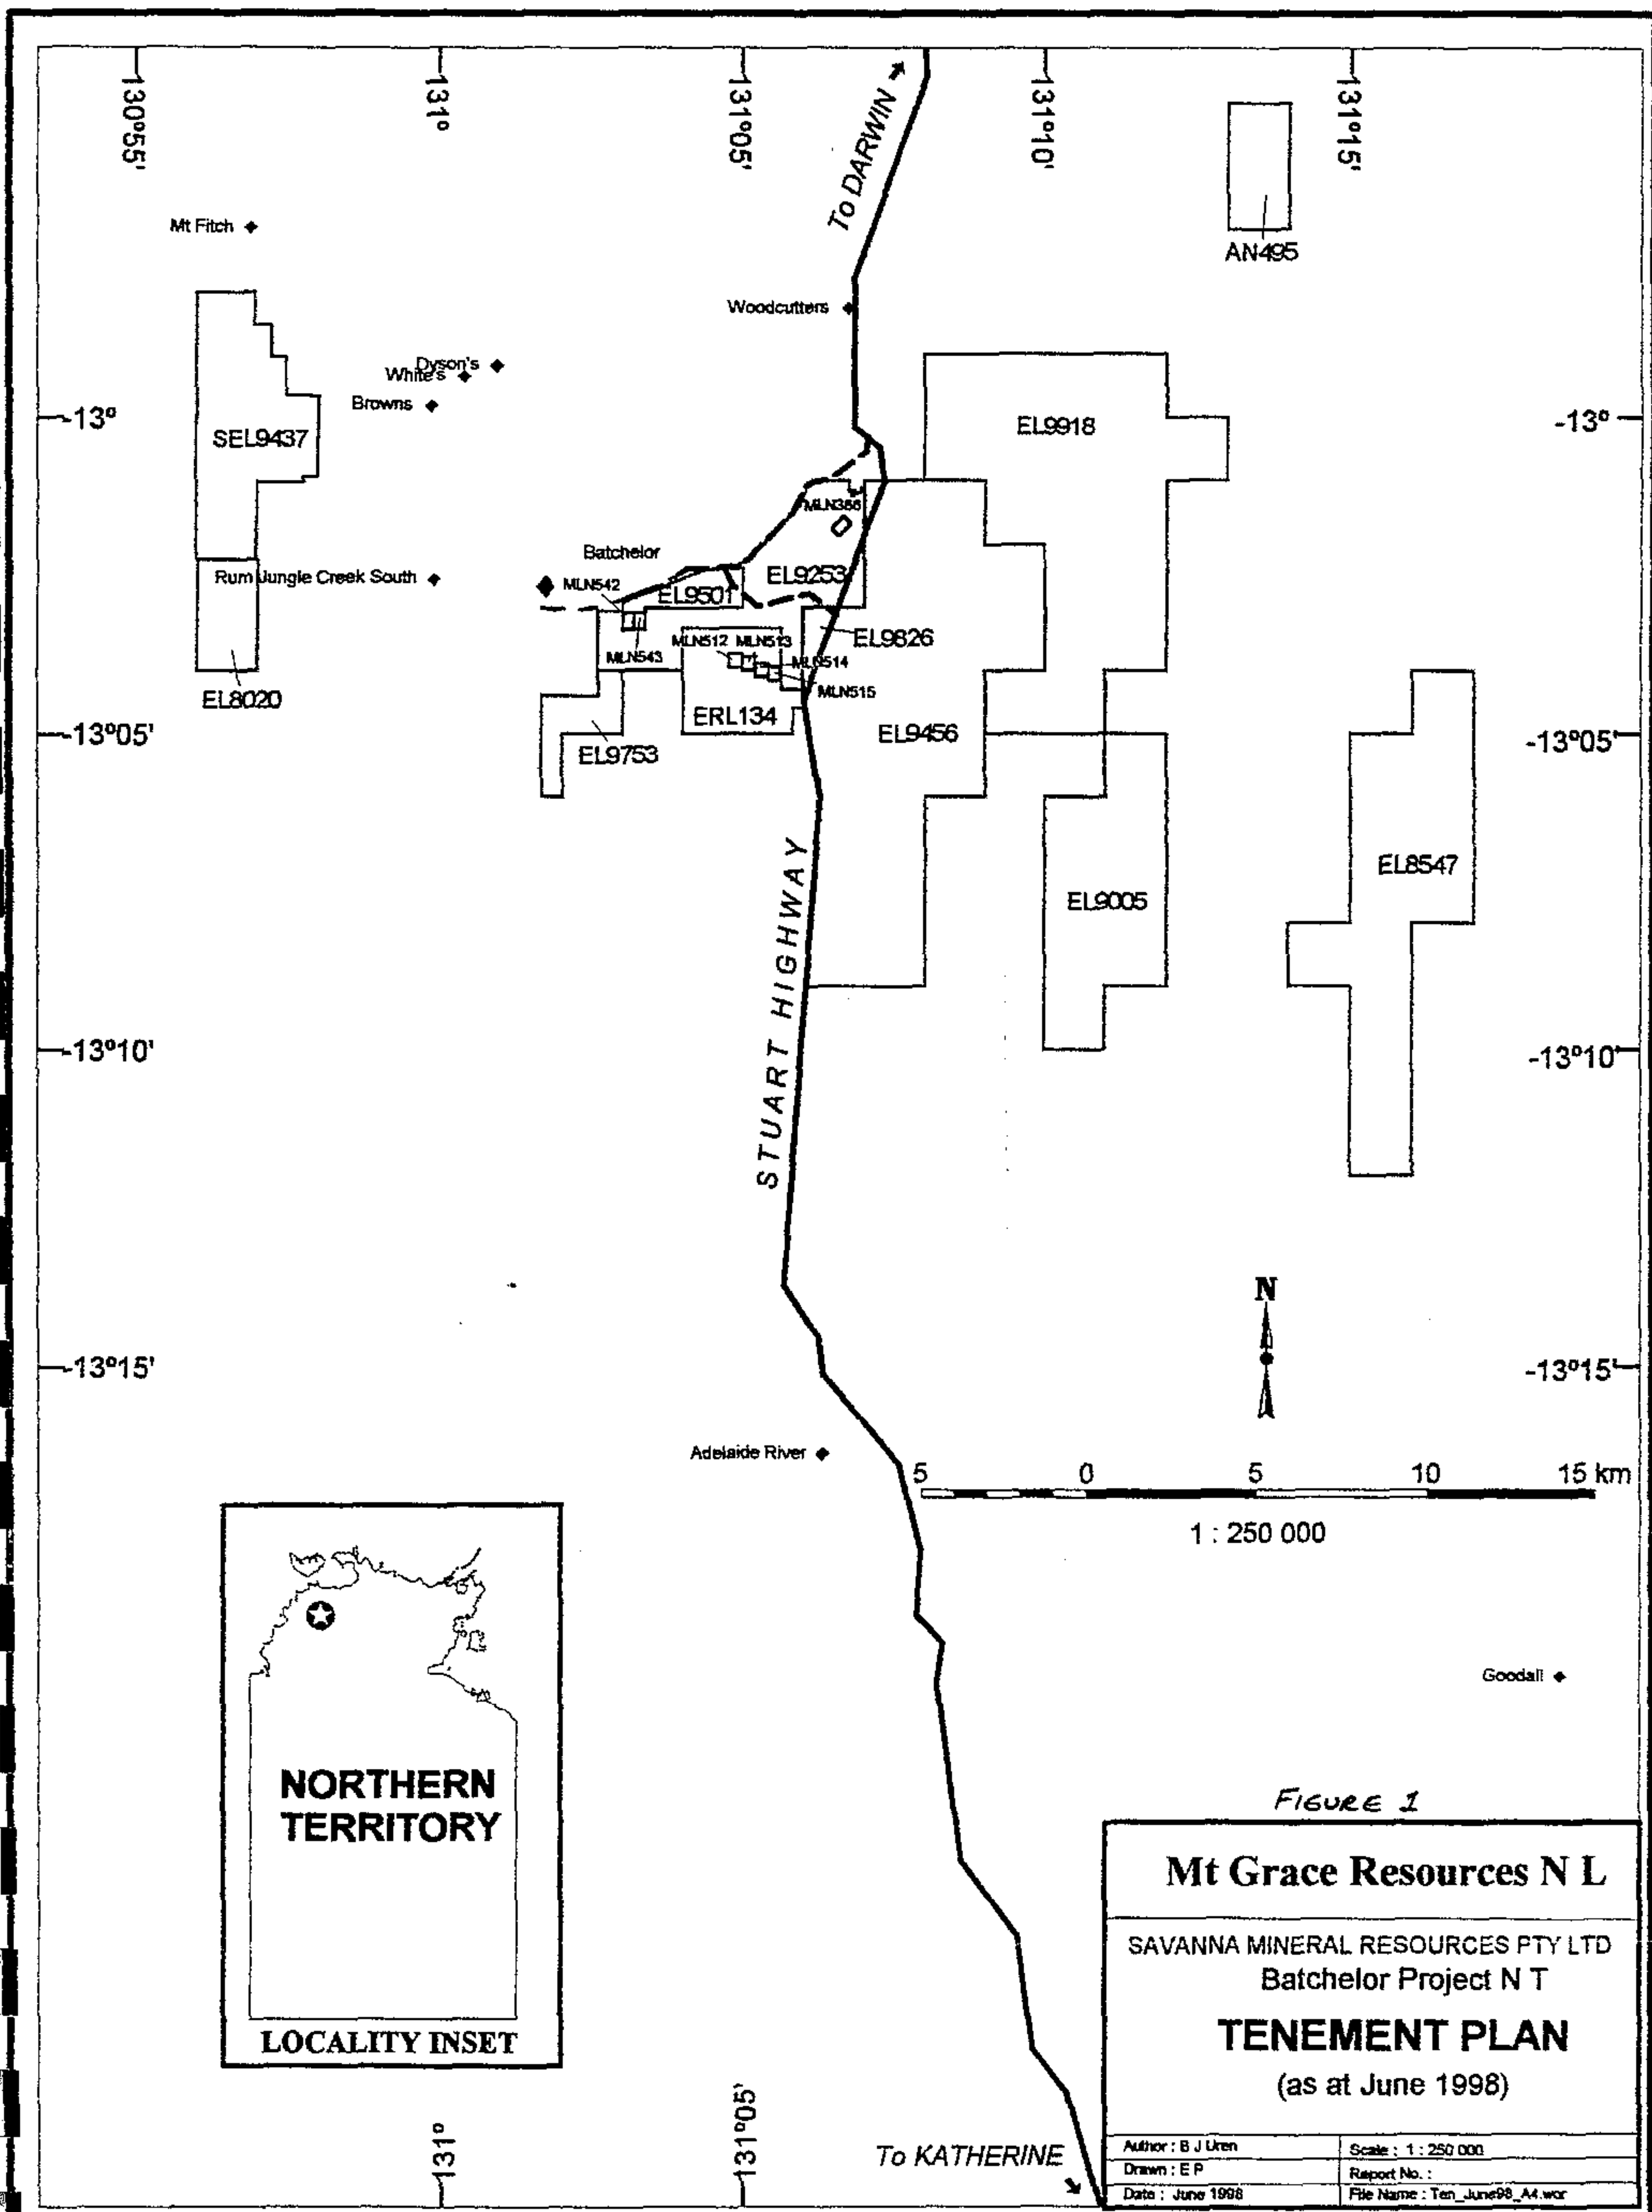 130°55'
131°
131°05'
131°10'
131°15'
To DARWIN
AN495
Mt Fitch
Woodcutters
Dyson's
White's
Browns
-13°
-13°
SEL9437
EL9918
MLN366
Batchelor
Rum Jungle Creek South
MLN542
EL9501
EL9253
EL9826
MLN543
MLN512
MLN513
MLN514
MLN515
EL8020
ERL134
EL9456
-13°05'
-13°05'
EL9753
EL8547
EL9005
STUART HIGHWAY
-13°10'
-13°10'
N
-13°15'
-13°15'
Adelaide River
5 0 5 10 15 km
1 : 250 000
Goodall
NORTHERN
TERRITORY
LOCALITY INSET
FIGURE 1
Mt Grace Resources N L
SAVANNA MINERAL RESOURCES PTY LTD
Batchelor Project N T
TENEMENT PLAN
(as at June 1998)
Author : B J Uren
Scale : 1 : 250 000
Drawn : E P
Report No. :
Date : June 1998
File Name : Ten_June98_A4.wor
131°
131°05'
To KATHERINE